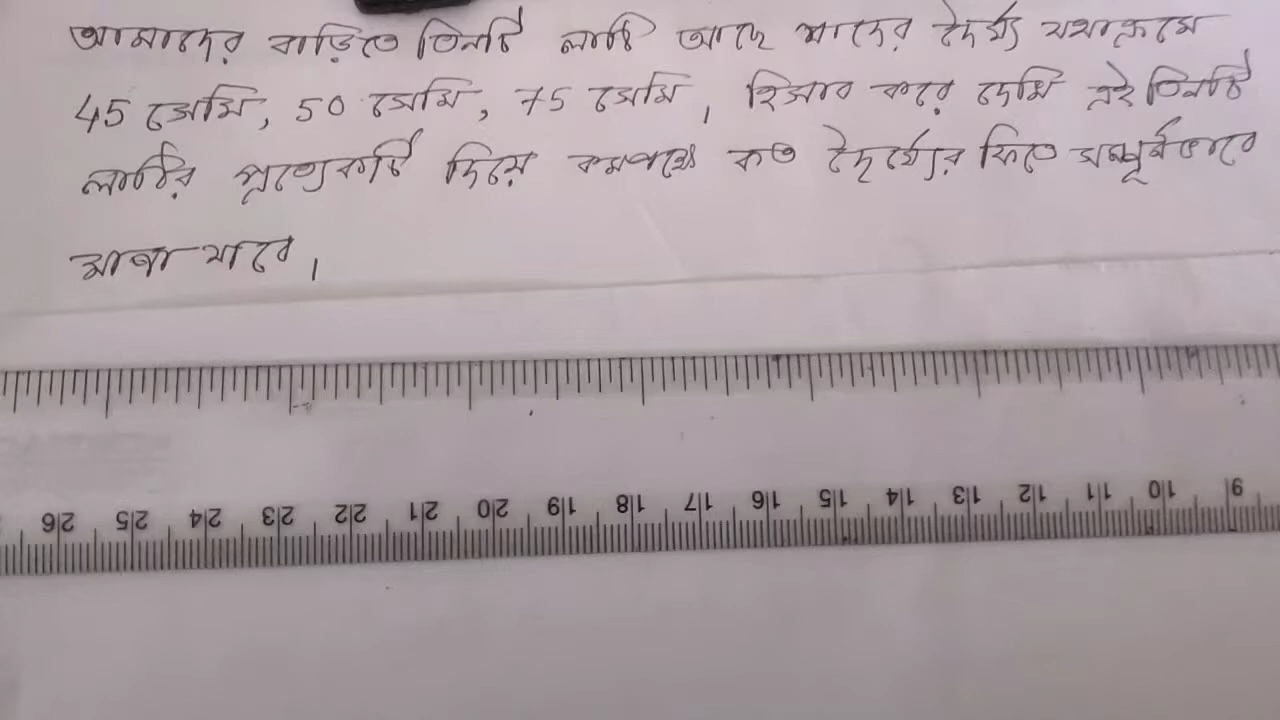 আমাদের বাড়িতে তিনটি লাঠি আছে যাদের দৈর্ঘ্য যথাক্রমে
45 সেমি, 50 সেমি, 75 সেমি, হিসাব করে দেখি এই তিনটি
লাঠির প্রত্যেকটি দিয়ে কমপক্ষে কত দৈর্ঘ্যের ফিতে সম্পূর্ণভাবে
মাপা যাবে।
26 25 24 23 22 21 20 19 18 17 16 15 14 13 12 11 10 9